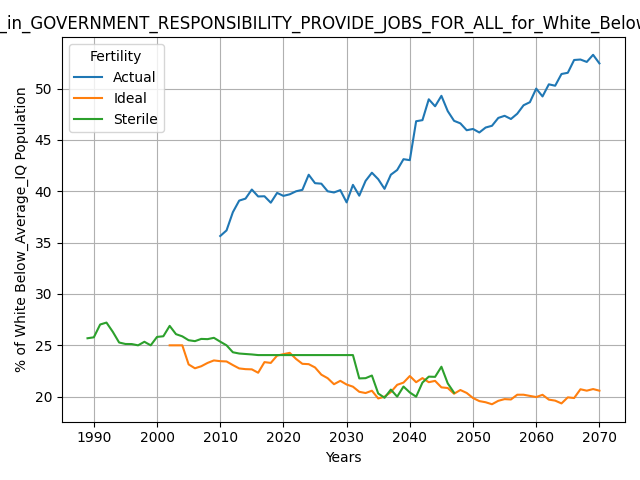 _in_GOVERNMENT_RESPONSIBILITY_PROVIDE_JOBS_FOR_ALL_for_White_Below
Fertility
Actual
Ideal
Sterile
% of White Below_Average_IQ Population
50
45
40
35
30
25
20
1990 2000 2010 2020 2030 2040 2050 2060 2070
Years